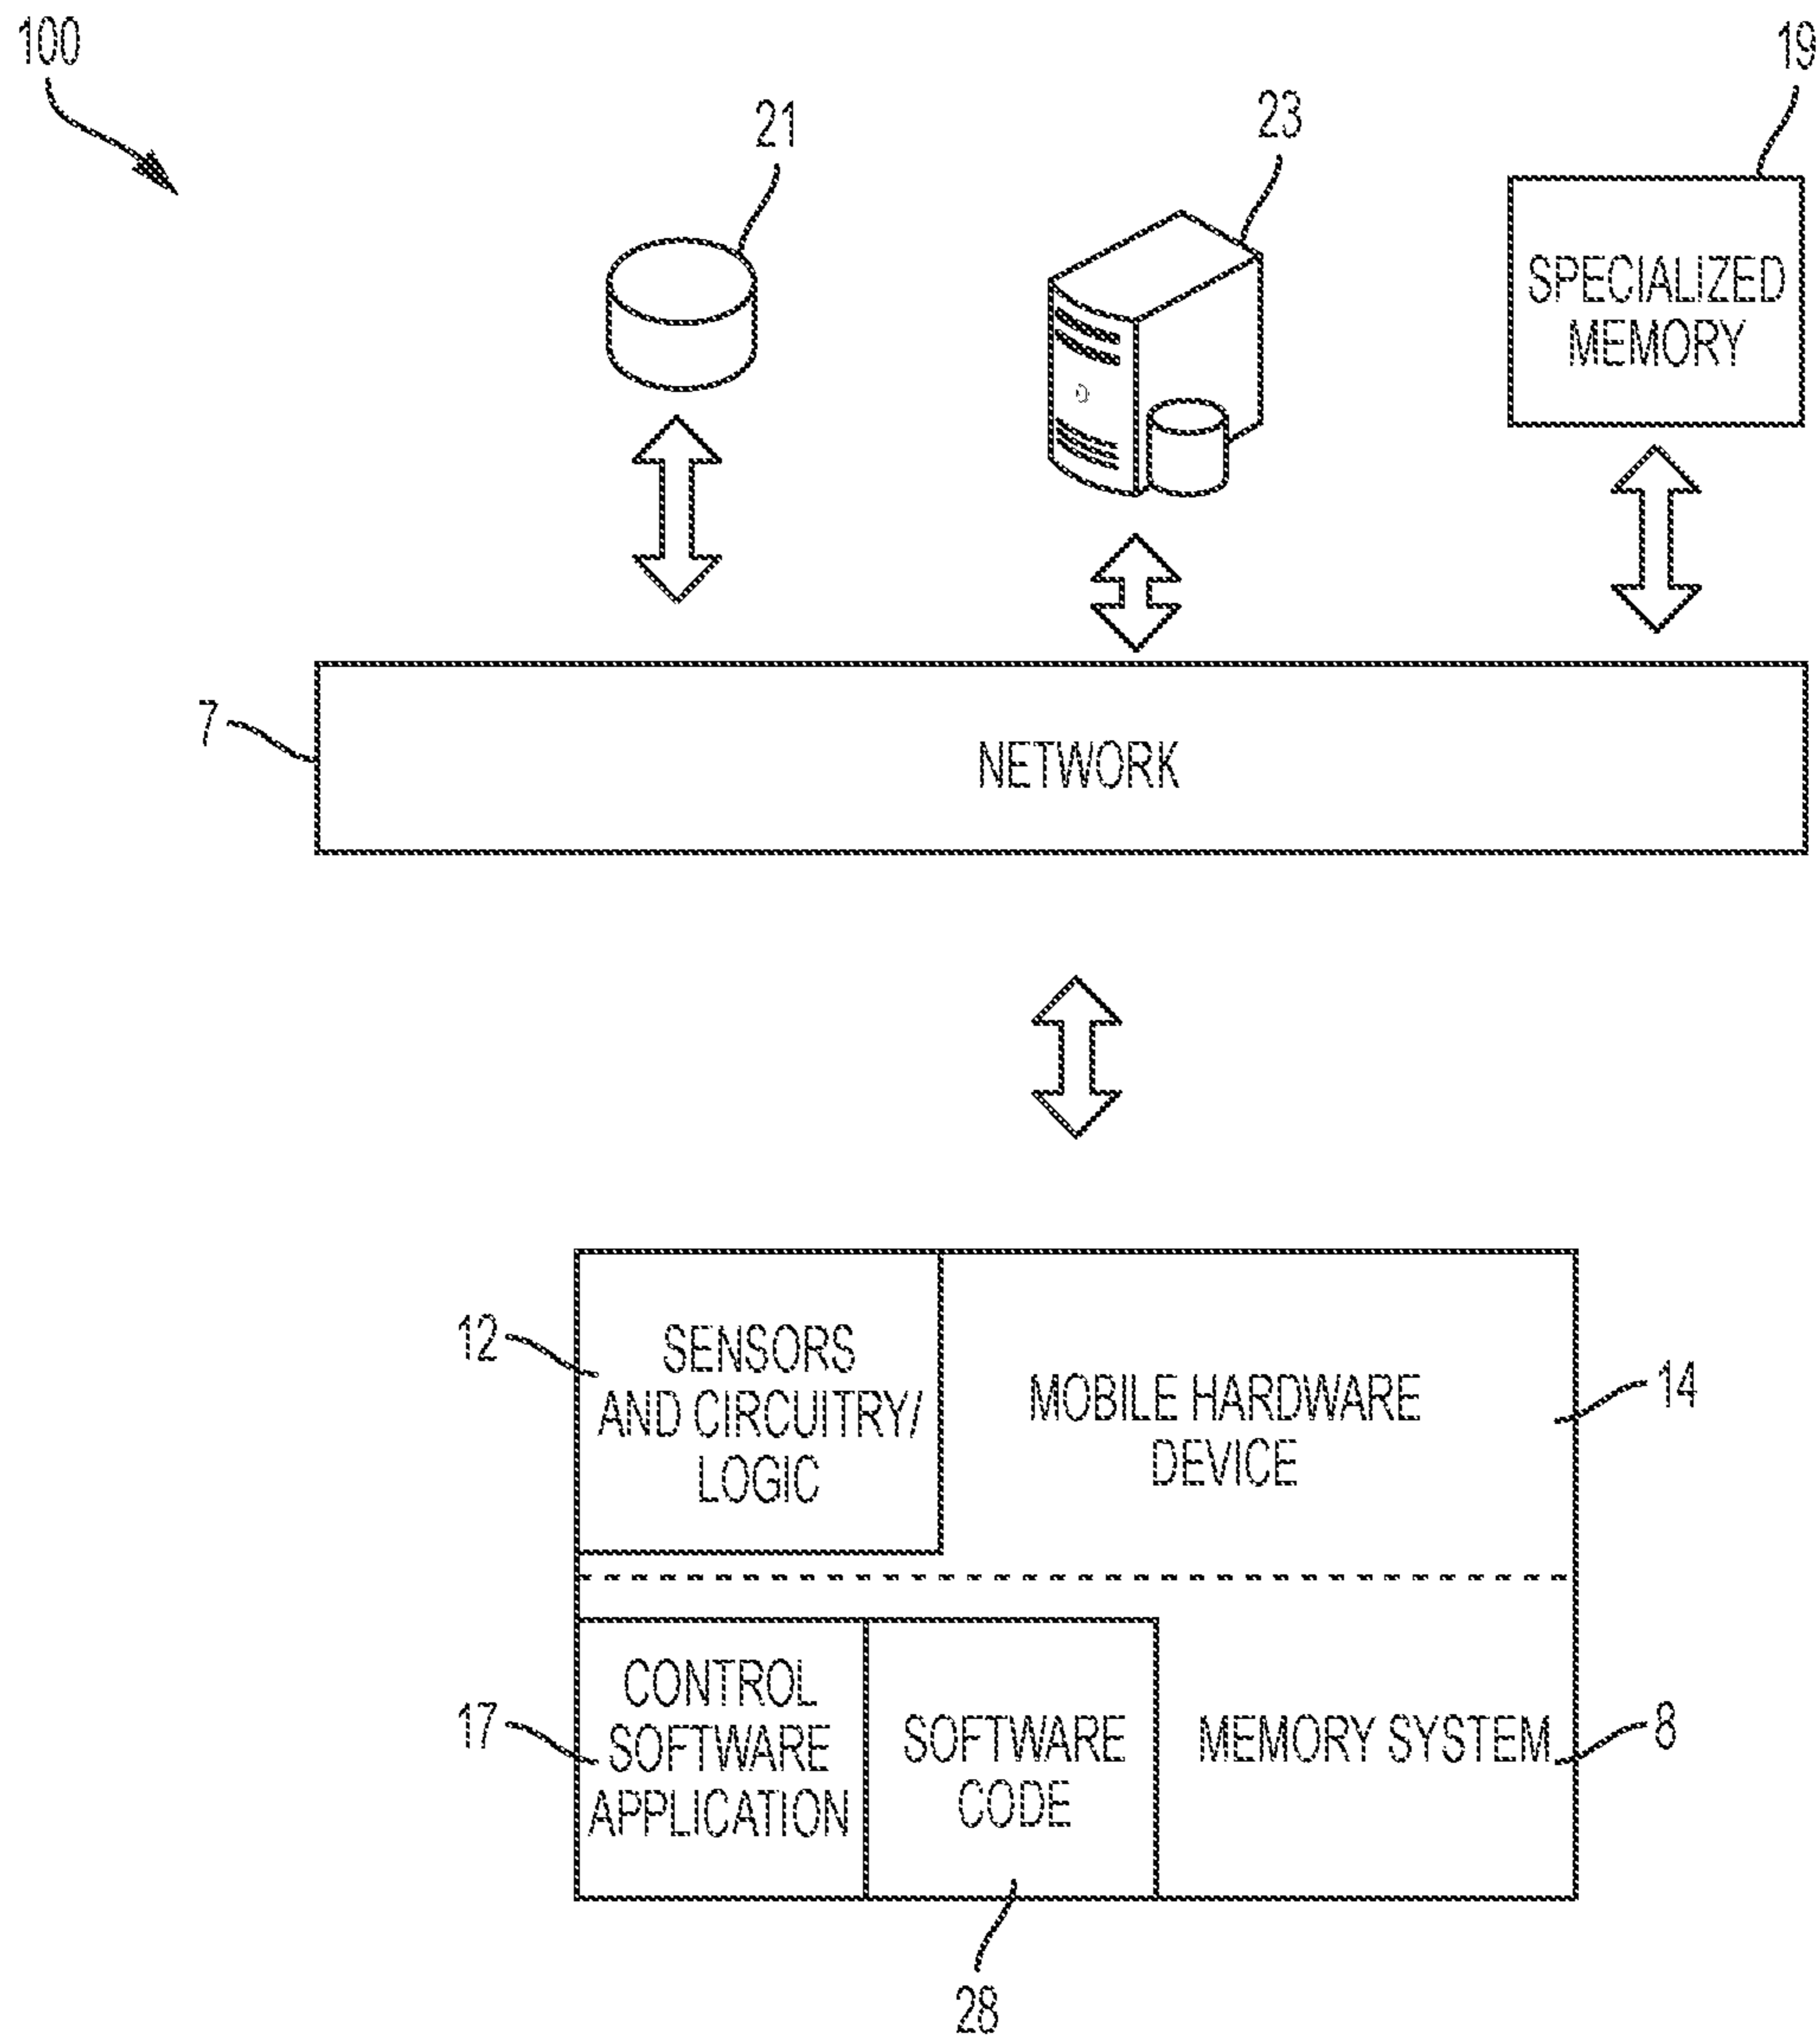 100
21
23
19
SPECIALIZED
MEMORY
7
NETWORK
12
SENSORS
AND CIRCUITRY/
LOGIC
MOBILE HARDWARE
DEVICE
14
17
CONTROL
SOFTWARE
APPLICATION
SOFTWARE
CODE
MEMORY SYSTEM
8
28